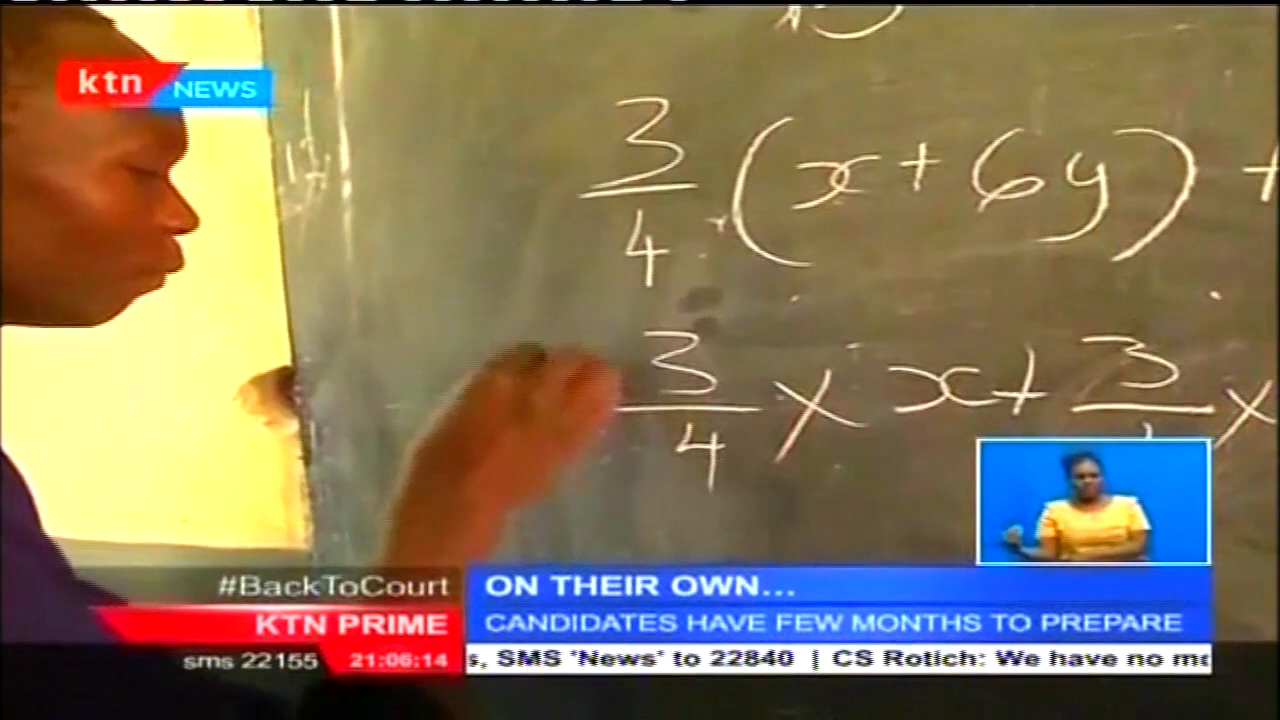 ktn NEWS
3/4 (x + 6y) +
3/4 × x + 3/ ×
#BackToCourt
ON THEIR OWN...
KTN PRIME
CANDIDATES HAVE FEW MONTHS TO PREPARE
sms 22155 21:06:14 s, SMS 'News' to 22840 | CS Rotich: We have no